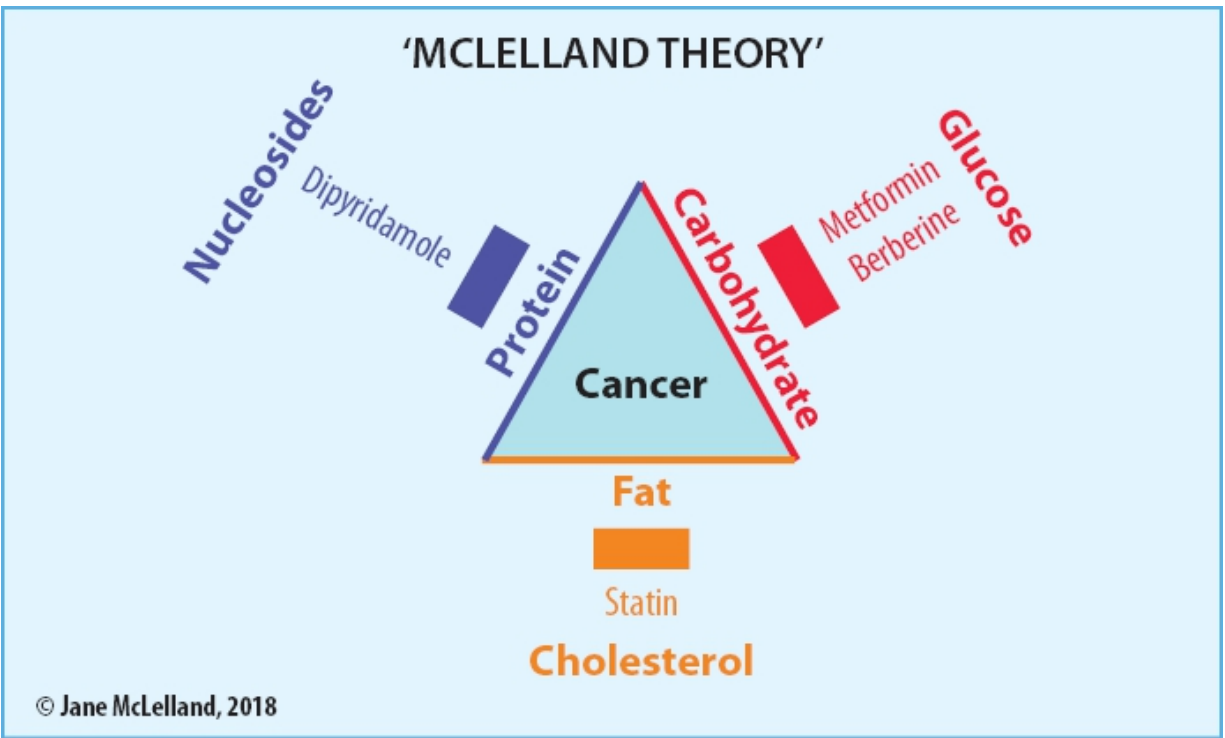 ‘MCLELLAND THEORY’
Nucleosides
Dipyridamole
Protein
Glucose
Metformin
Berberine
Carbohydrate
Cancer
Fat
Statin
Cholesterol
© Jane McLelland, 2018